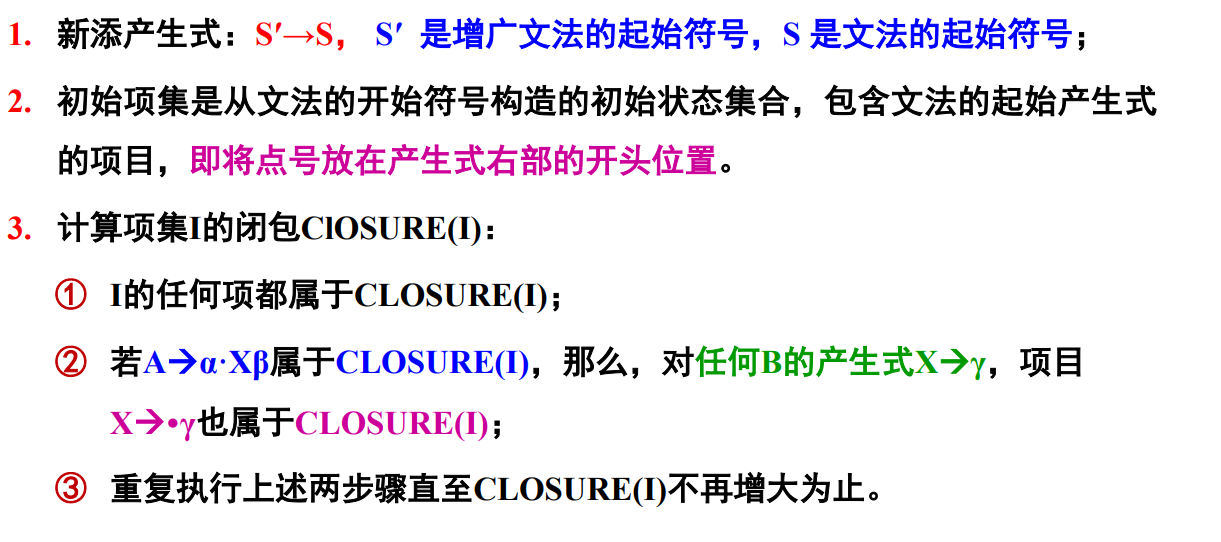 1. 新添产生式：S′→S， S′ 是增广文法的起始符号，S 是文法的起始符号；
2. 初始项集是从文法的开始符号构造的初始状态集合，包含文法的起始产生式
的项目，即将点号放在产生式右部的开头位置。
3. 计算项集I的闭包ClOSURE(I)：
① I的任何项都属于CLOSURE(I)；
② 若A→α·Xβ属于CLOSURE(I)，那么，对任何B的产生式X→γ，项目
X→•γ也属于CLOSURE(I)；
③ 重复执行上述两步骤直至CLOSURE(I)不再增大为止。